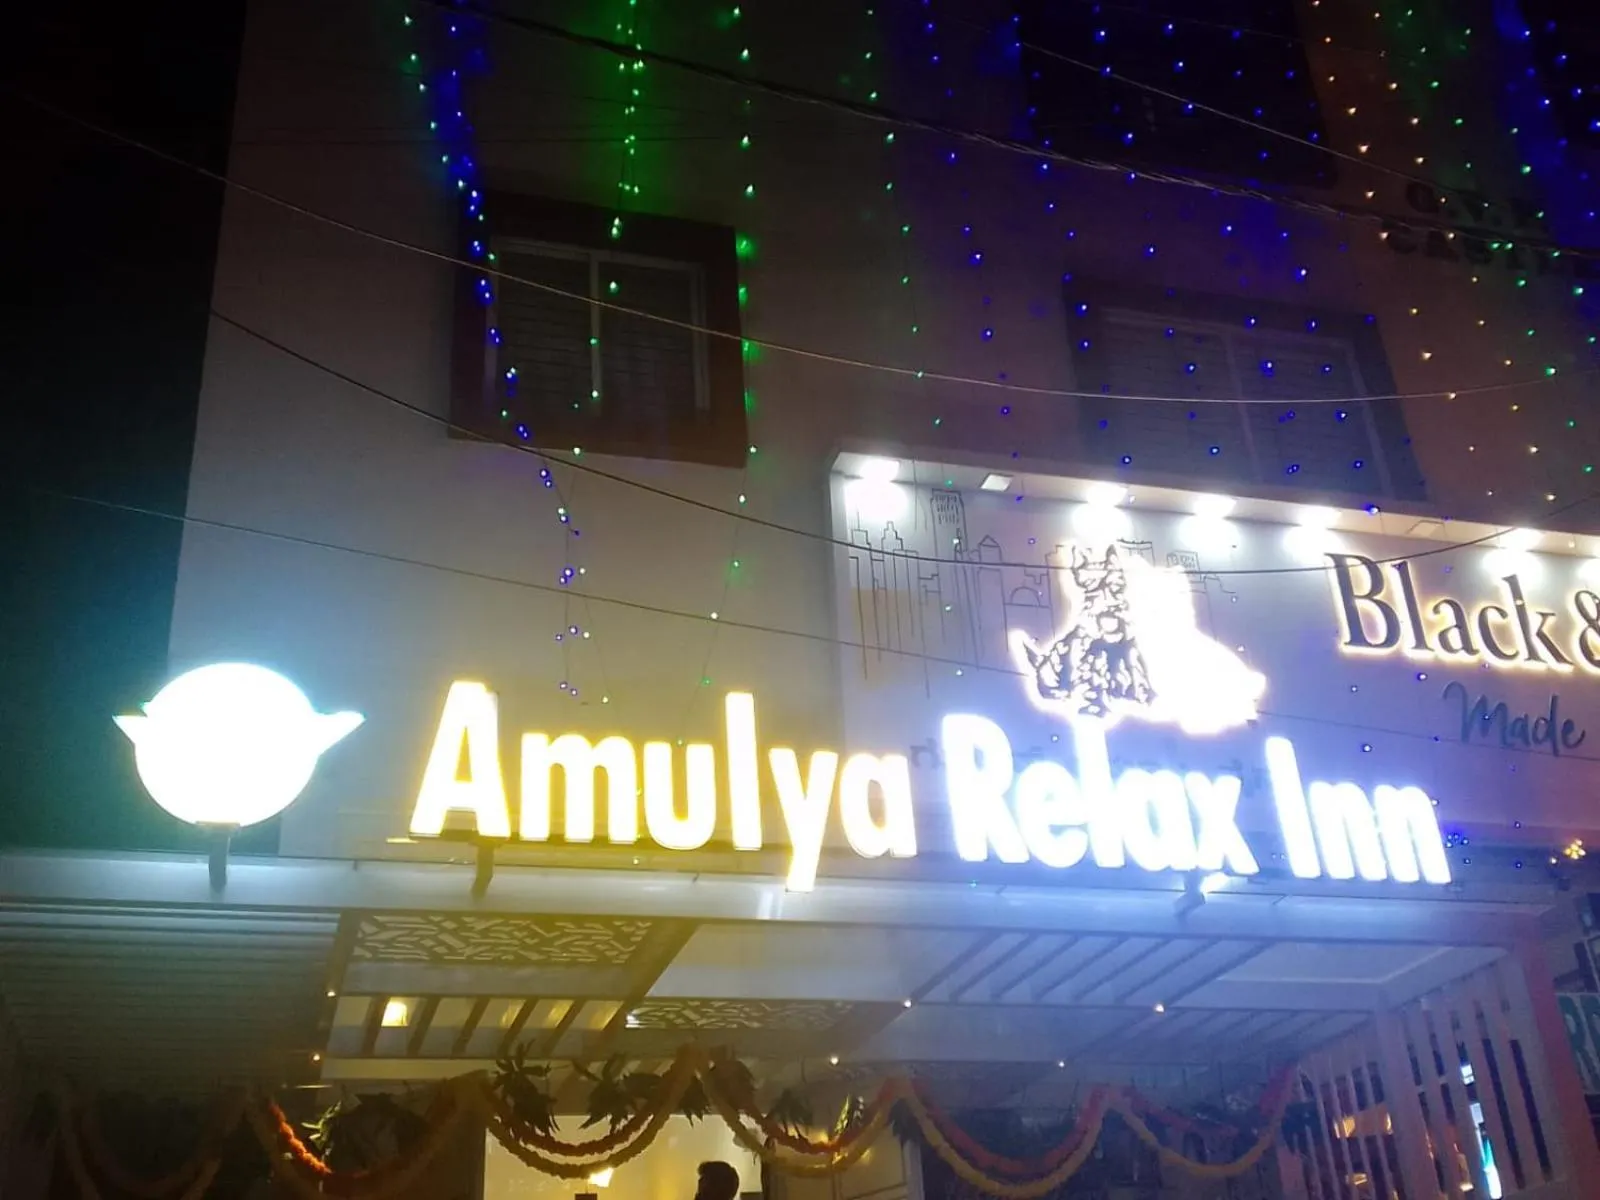 Black &
Made
Amulya Relax Inn